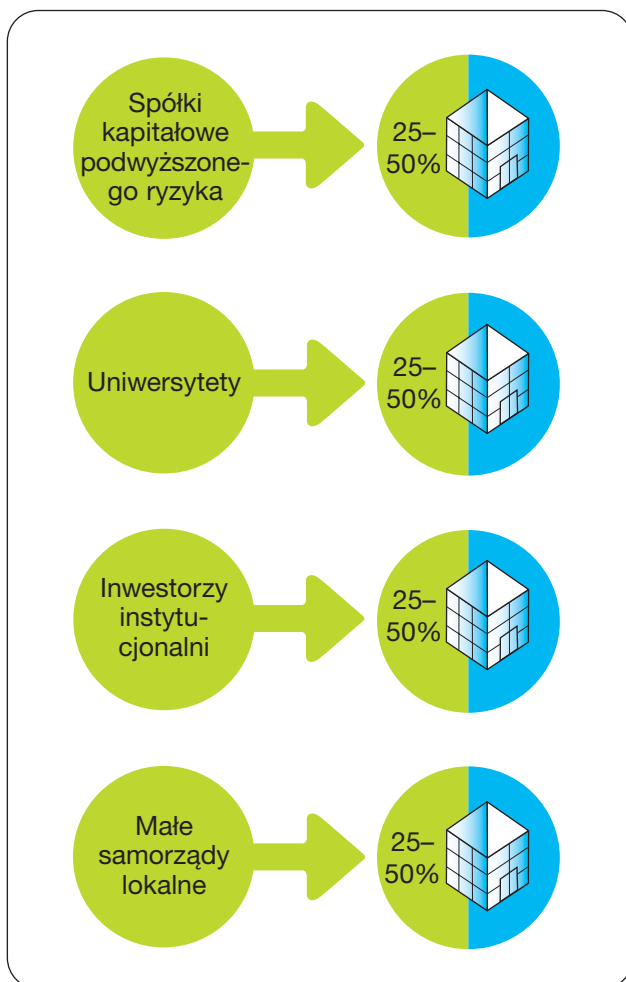 Spółki
kapitałowe
podwyższone-
go ryzyka
25–
50%
Uniwersytety
25–
50%
Inwestorzy
instytu-
cjonalni
25–
50%
Małe
samorządy
lokalne
25–
50%